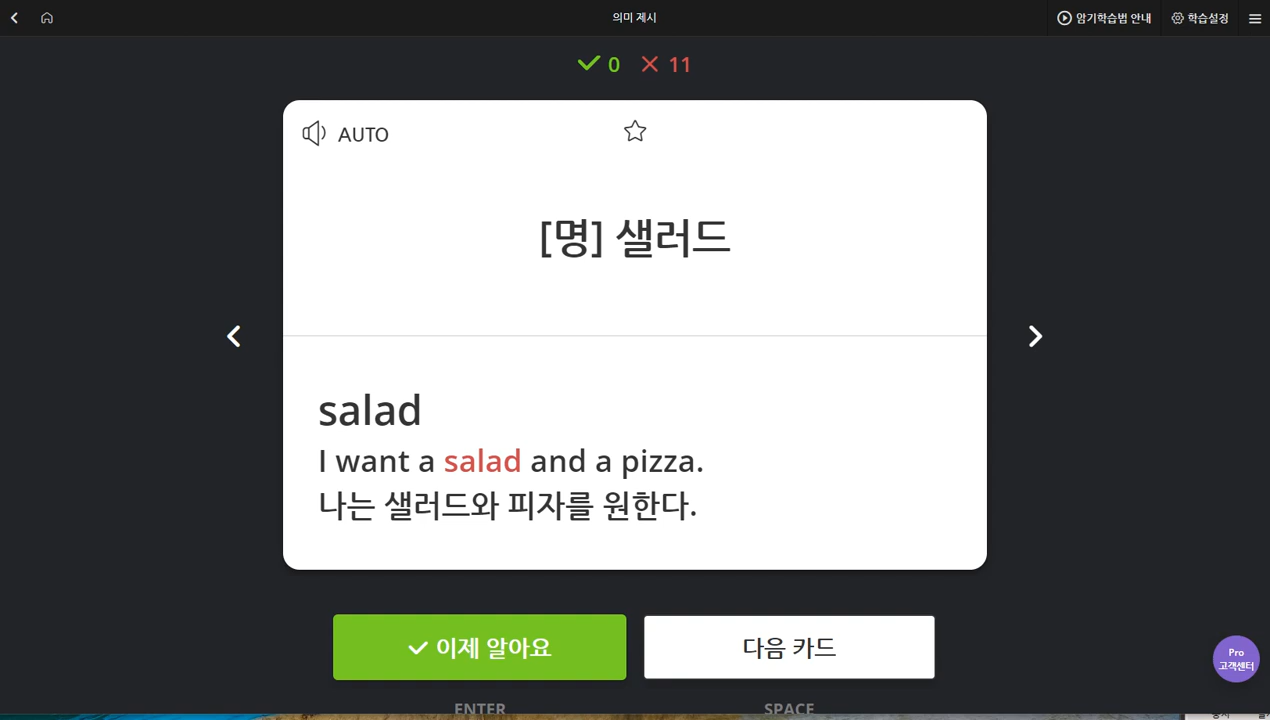 의미 제시
암기학습법 안내
학습설정
0
11
AUTO
[명] 샐러드
salad
I want a salad and a pizza.
나는 샐러드와 피자를 원한다.
이제 알아요
다음 카드
Pro
고객센터
ENTER
SPACE